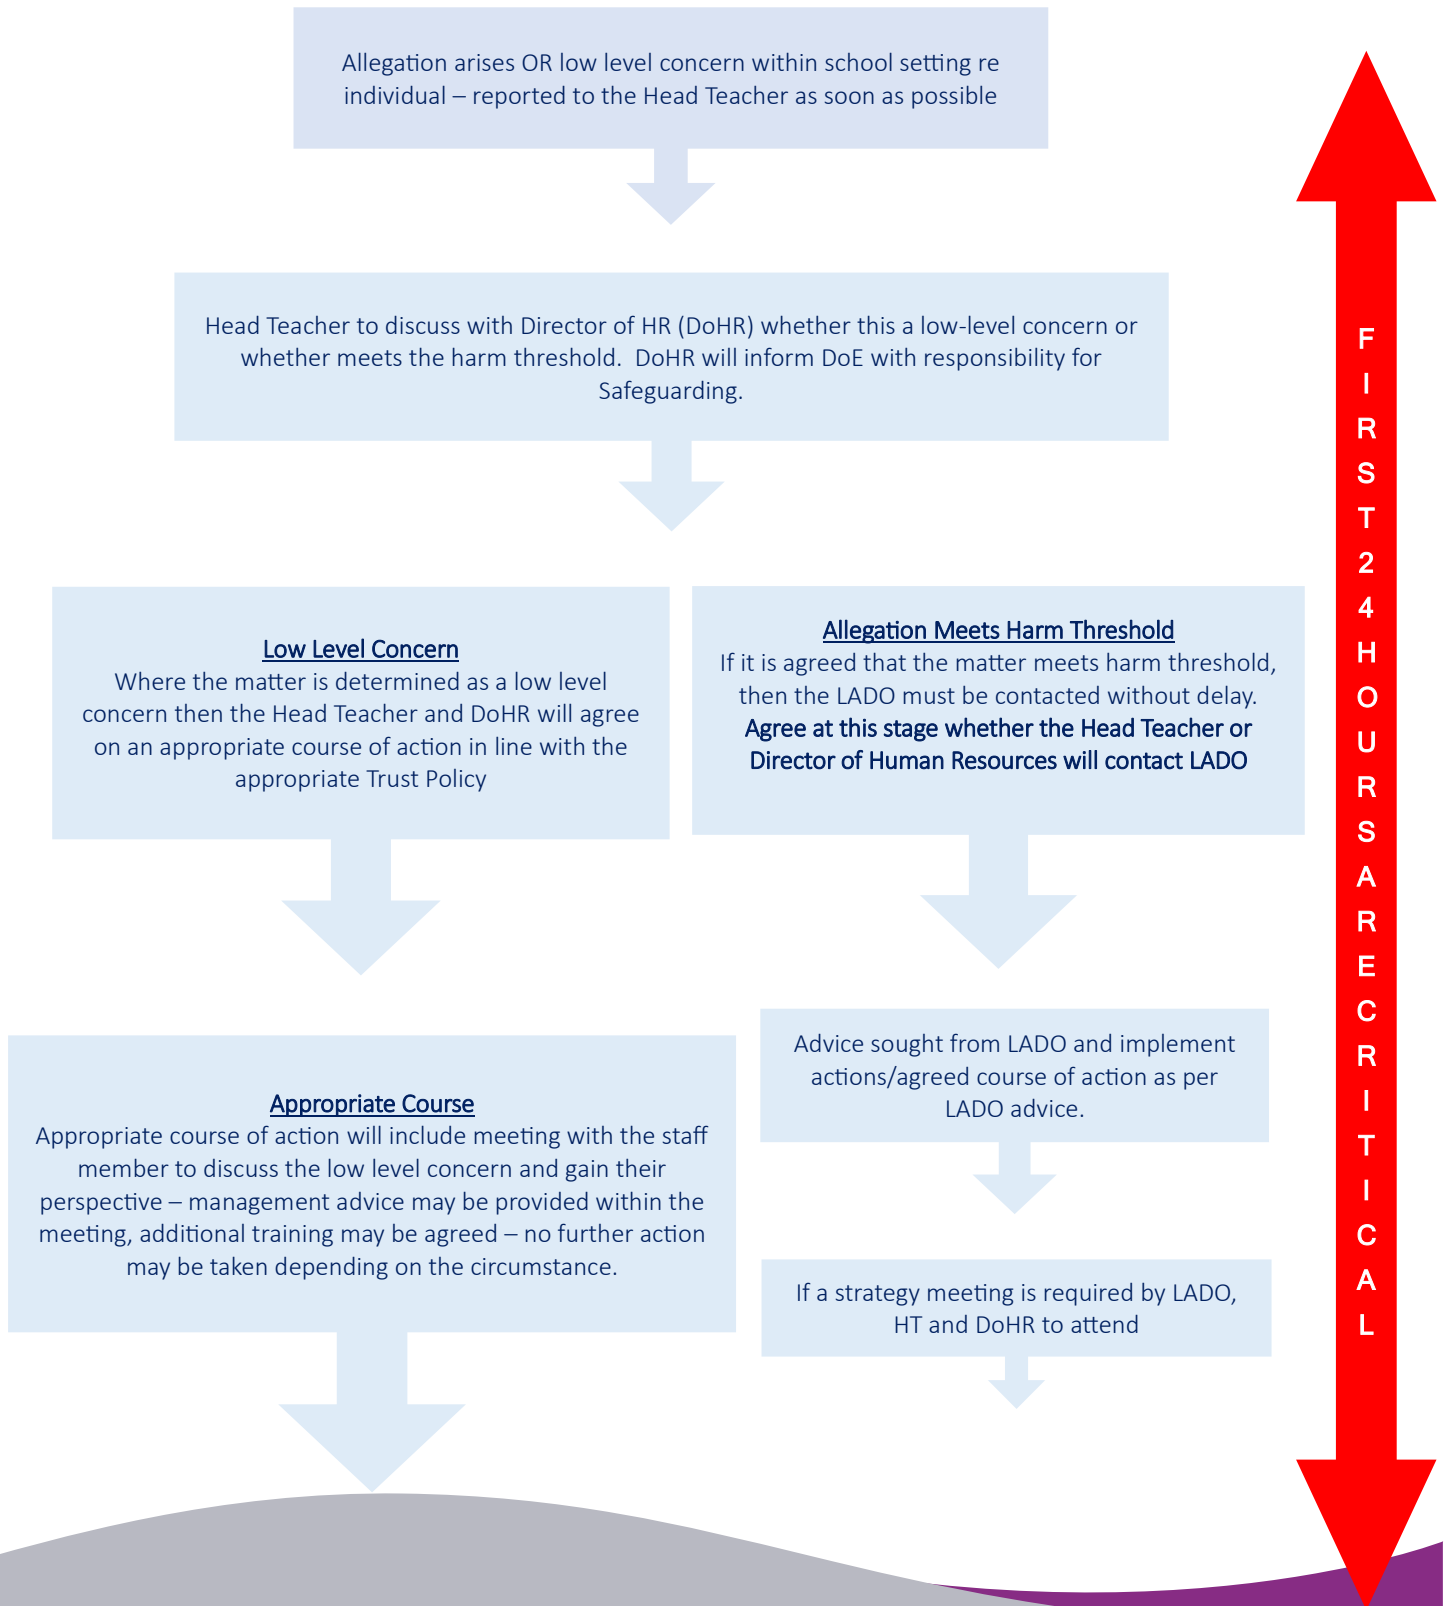 Allegation arises OR low level concern within school setting re
individual – reported to the Head Teacher as soon as possible
Head Teacher to discuss with Director of HR (DoHR) whether this a low-level concern or
whether meets the harm threshold.  DoHR will inform DoE with responsibility for
Safeguarding.
Low Level Concern
Where the matter is determined as a low level
concern then the Head Teacher and DoHR will agree
on an appropriate course of action in line with the
appropriate Trust Policy
Allegation Meets Harm Threshold
If it is agreed that the matter meets harm threshold,
then the LADO must be contacted without delay.
Agree at this stage whether the Head Teacher or
Director of Human Resources will contact LADO
Appropriate Course
Appropriate course of action will include meeting with the staff
member to discuss the low level concern and gain their
perspective – management advice may be provided within the
meeting, additional training may be agreed – no further action
may be taken depending on the circumstance.
Advice sought from LADO and implement
actions/agreed course of action as per
LADO advice.
If a strategy meeting is required by LADO,
HT and DoHR to attend
F
I
R
S
T
2
4
H
O
U
R
S
A
R
E
C
R
I
T
I
C
A
L